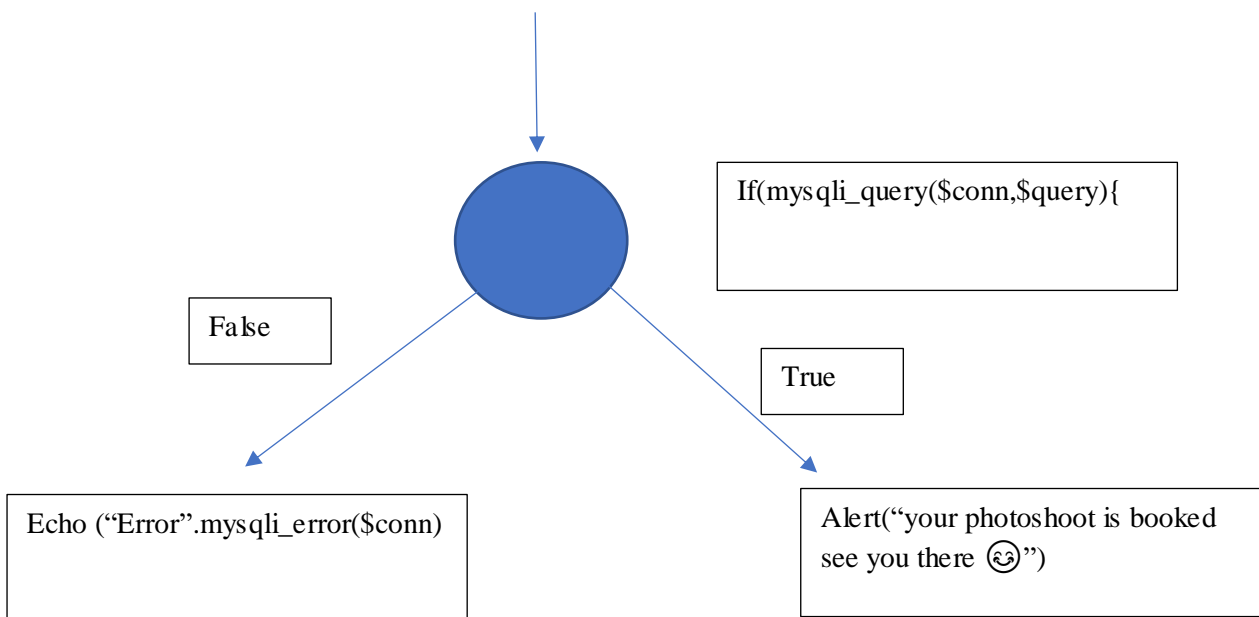 If(mysqli_query($conn,$query){
False
True
Echo (“Error”.mysqli_error($conn)
Alert(“your photoshoot is booked
see you there 😊”)